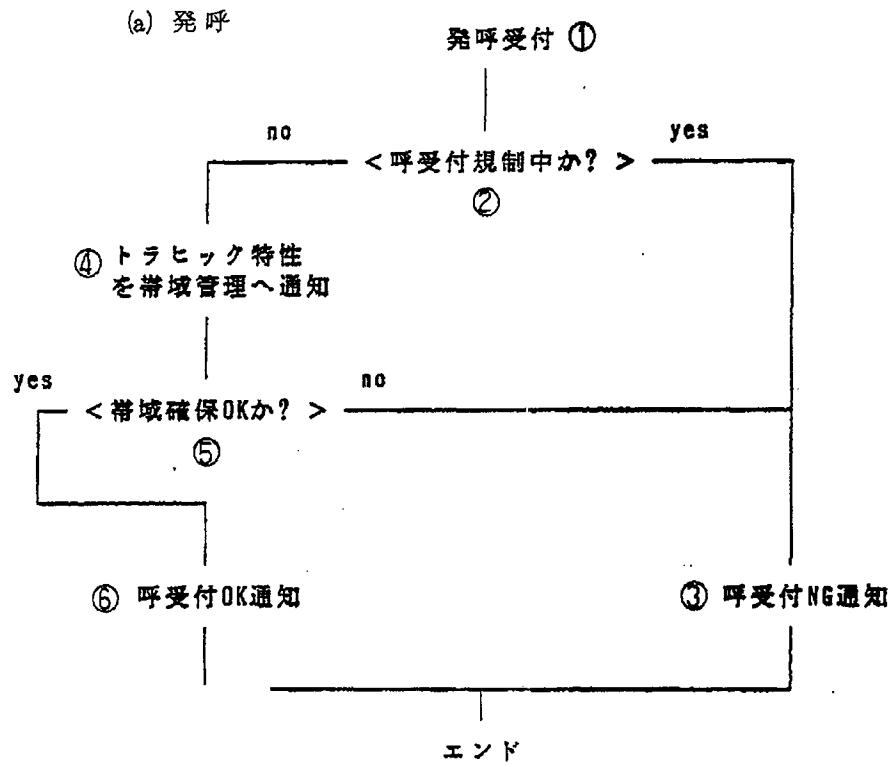 (a) 発呼
発呼受付 ①
no
yes
<呼受付規制中か? >
②
④ トラヒック特性
を帯域管理へ通知
yes
no
<帯域確保OKか? >
⑤
⑥ 呼受付OK通知
③ 呼受付NG通知
エンド